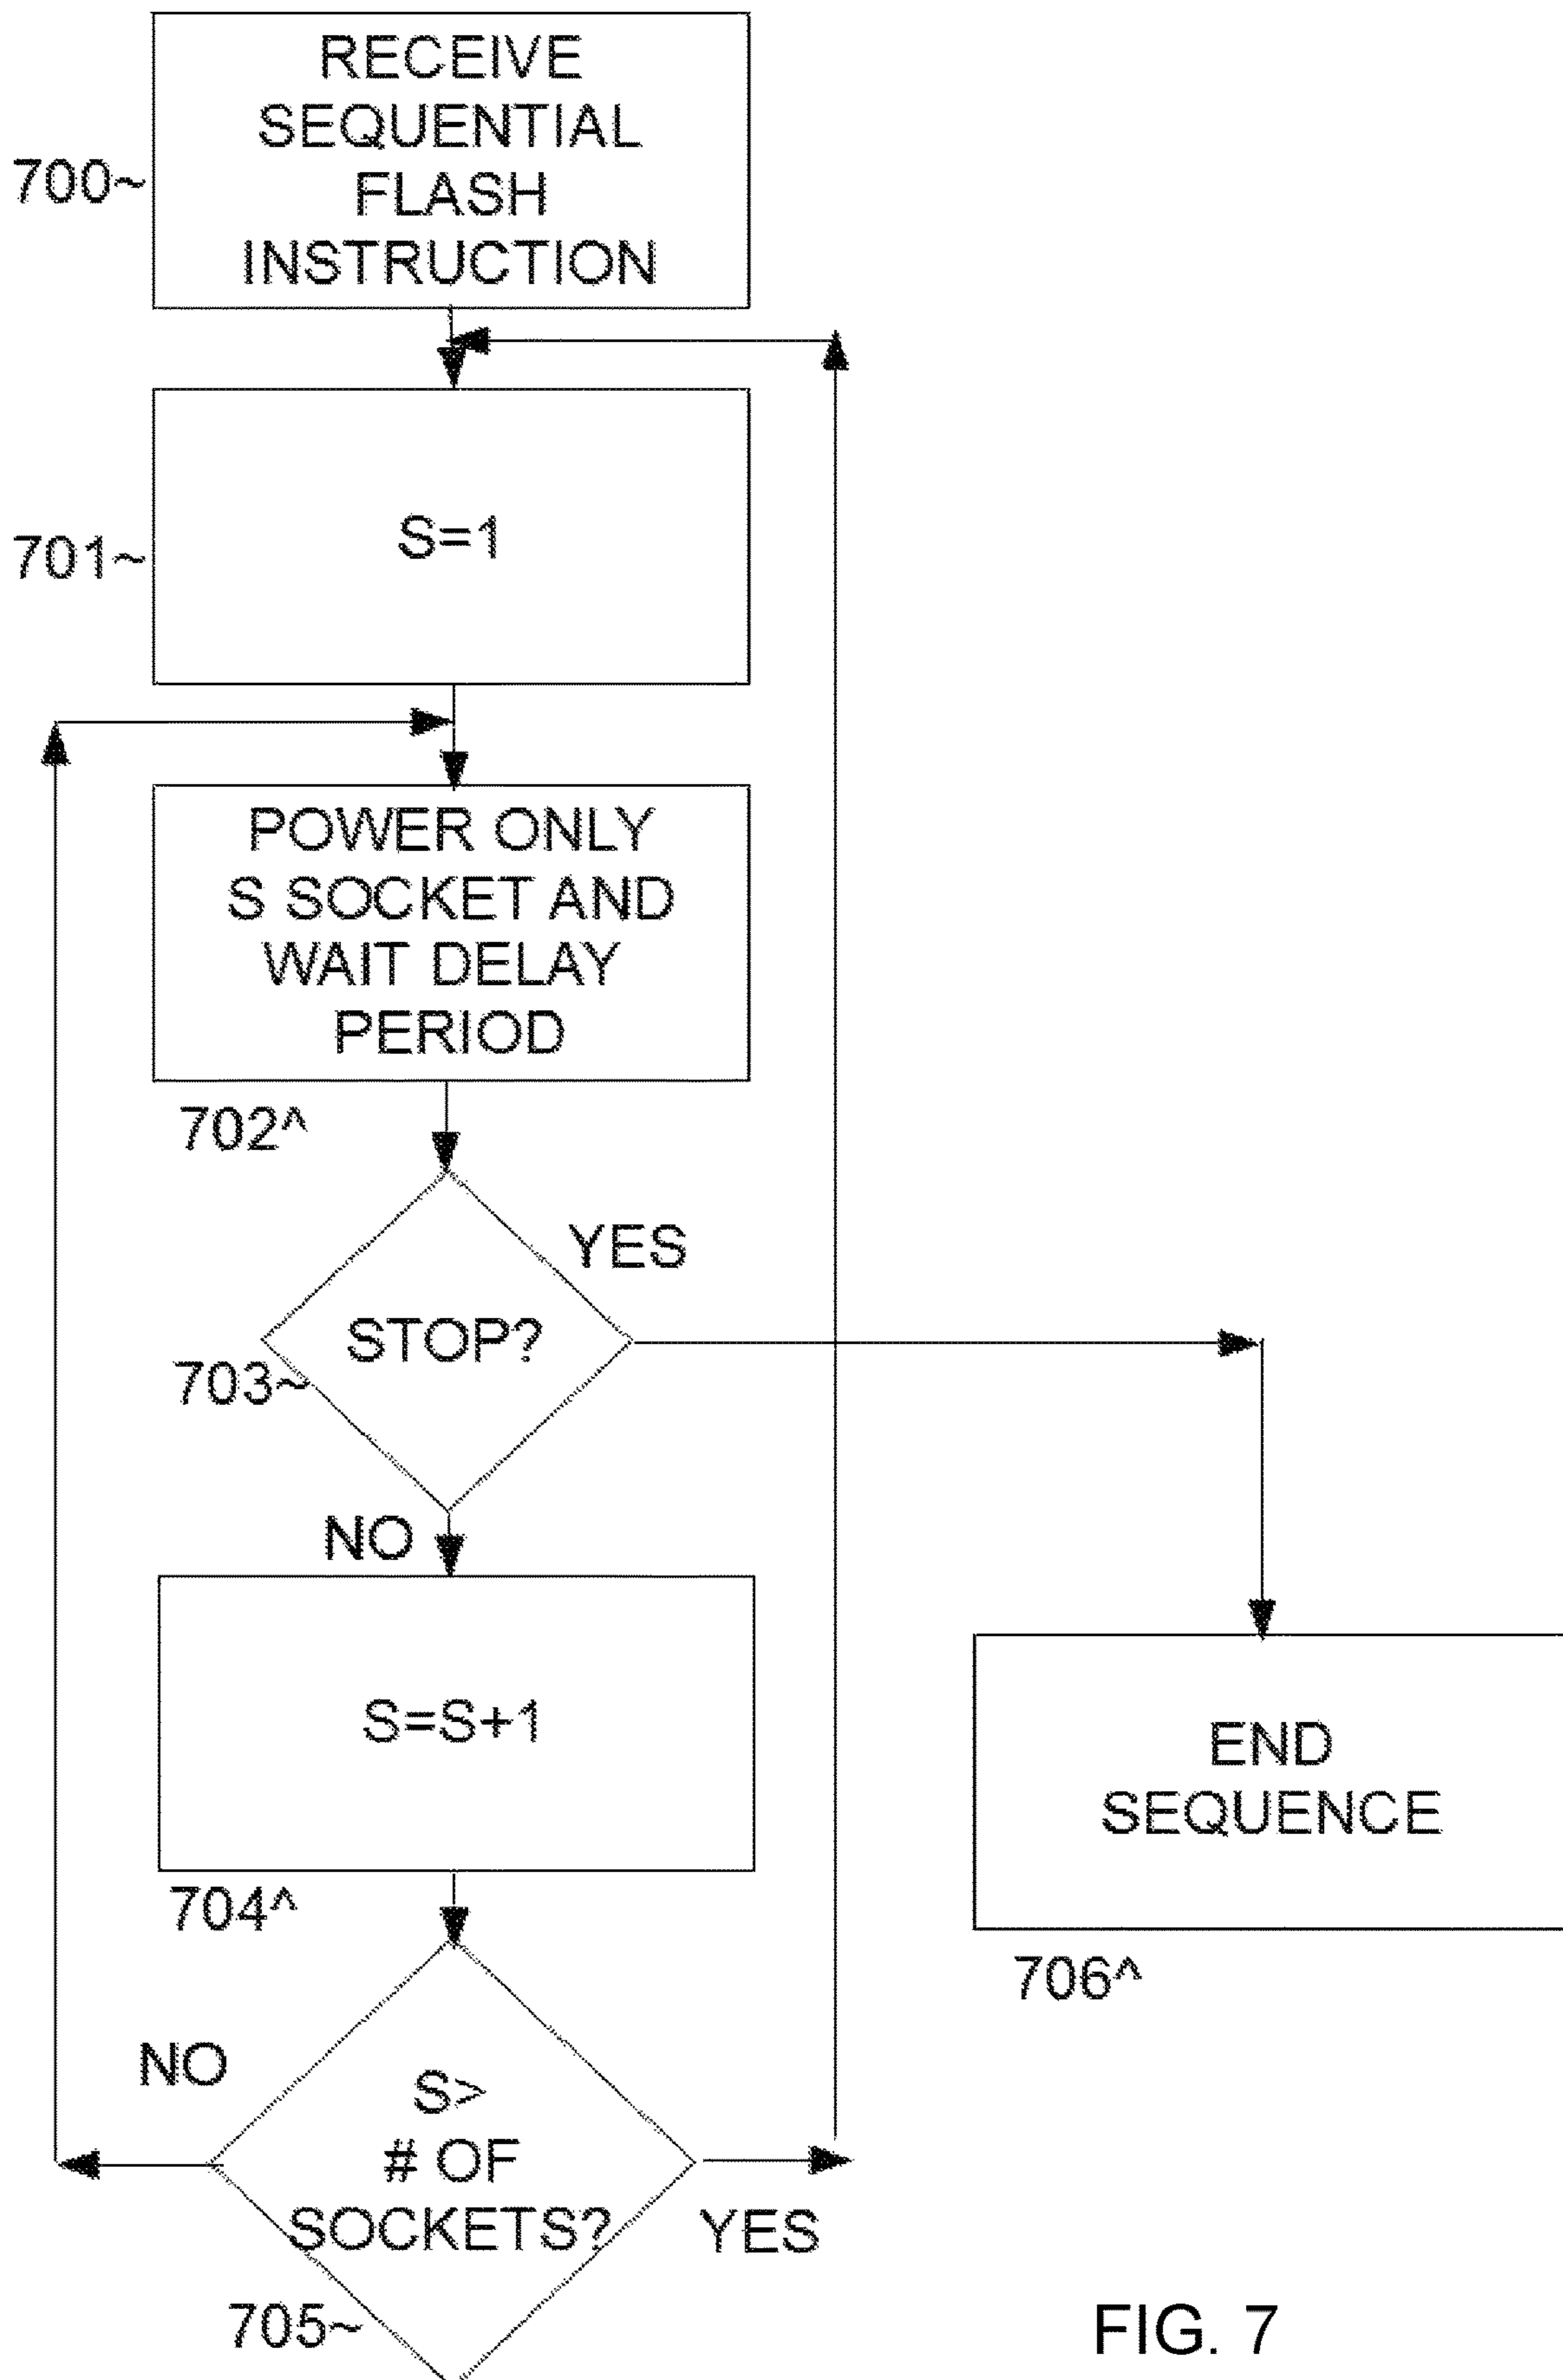 RECEIVE
SEQUENTIAL
FLASH
INSTRUCTION
700~
S=1
701~
POWER ONLY
S SOCKET AND
WAIT DELAY
PERIOD
702^
YES
STOP?
703~
NO
S=S+1
704^
END
SEQUENCE
706^
NO
S>
# OF
SOCKETS?
YES
705~
FIG. 7